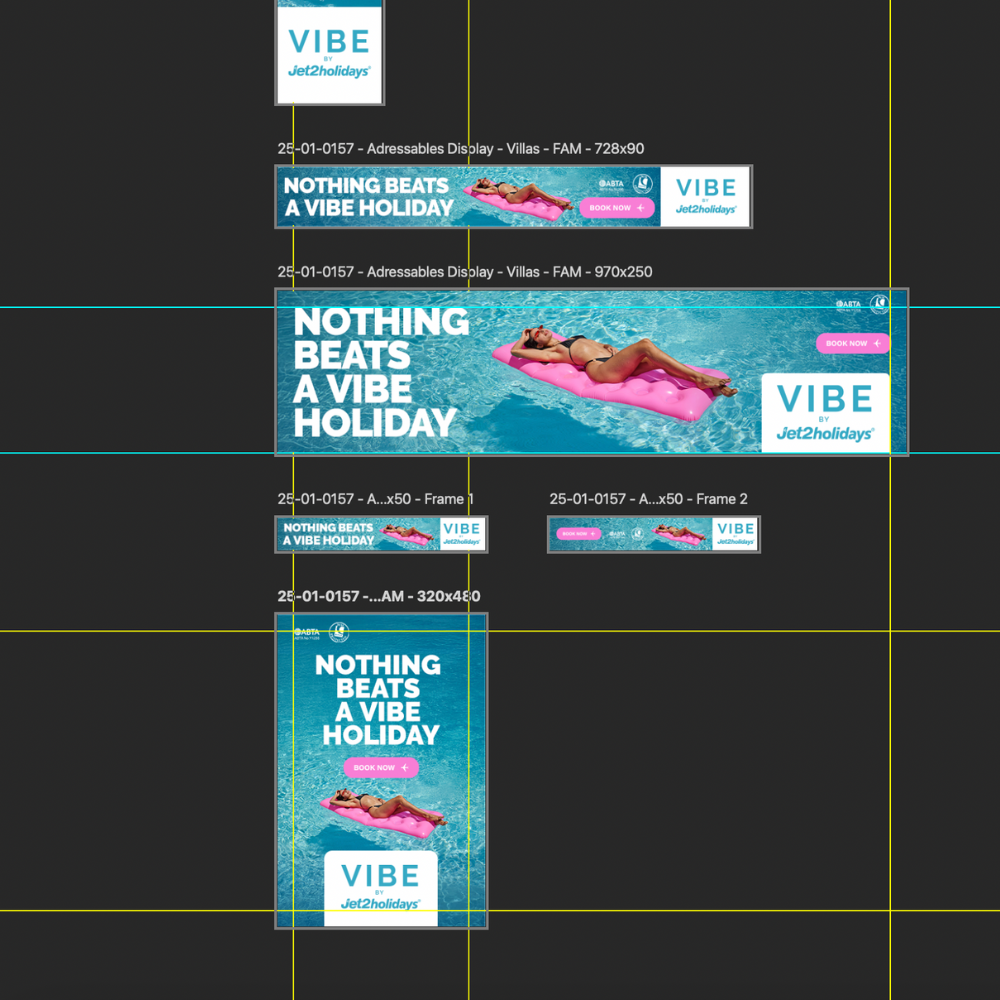 VIBE
BY
Jet2holidays
25-01-0157 - Adressables Display - Villas - FAM - 728x90
NOTHING BEATS
A VIBE HOLIDAY
ABTA
BOOK NOW
VIBE
BY
Jet2holidays
25-01-0157 - Adressables Display - Villas - FAM - 970x250
NOTHING
BEATS
A VIBE
HOLIDAY
ABTA
BOOK NOW
VIBE
BY
Jet2holidays
25-01-0157 - A...x50 - Frame 1
25-01-0157 - A...x50 - Frame 2
NOTHING BEATS
A VIBE HOLIDAY
VIBE
BY
Jet2holidays
BOOK NOW
ABTA
VIBE
BY
Jet2holidays
25-01-0157 -...AM - 320x480
ABTA
NOTHING
BEATS
A VIBE
HOLIDAY
BOOK NOW
VIBE
BY
Jet2holidays